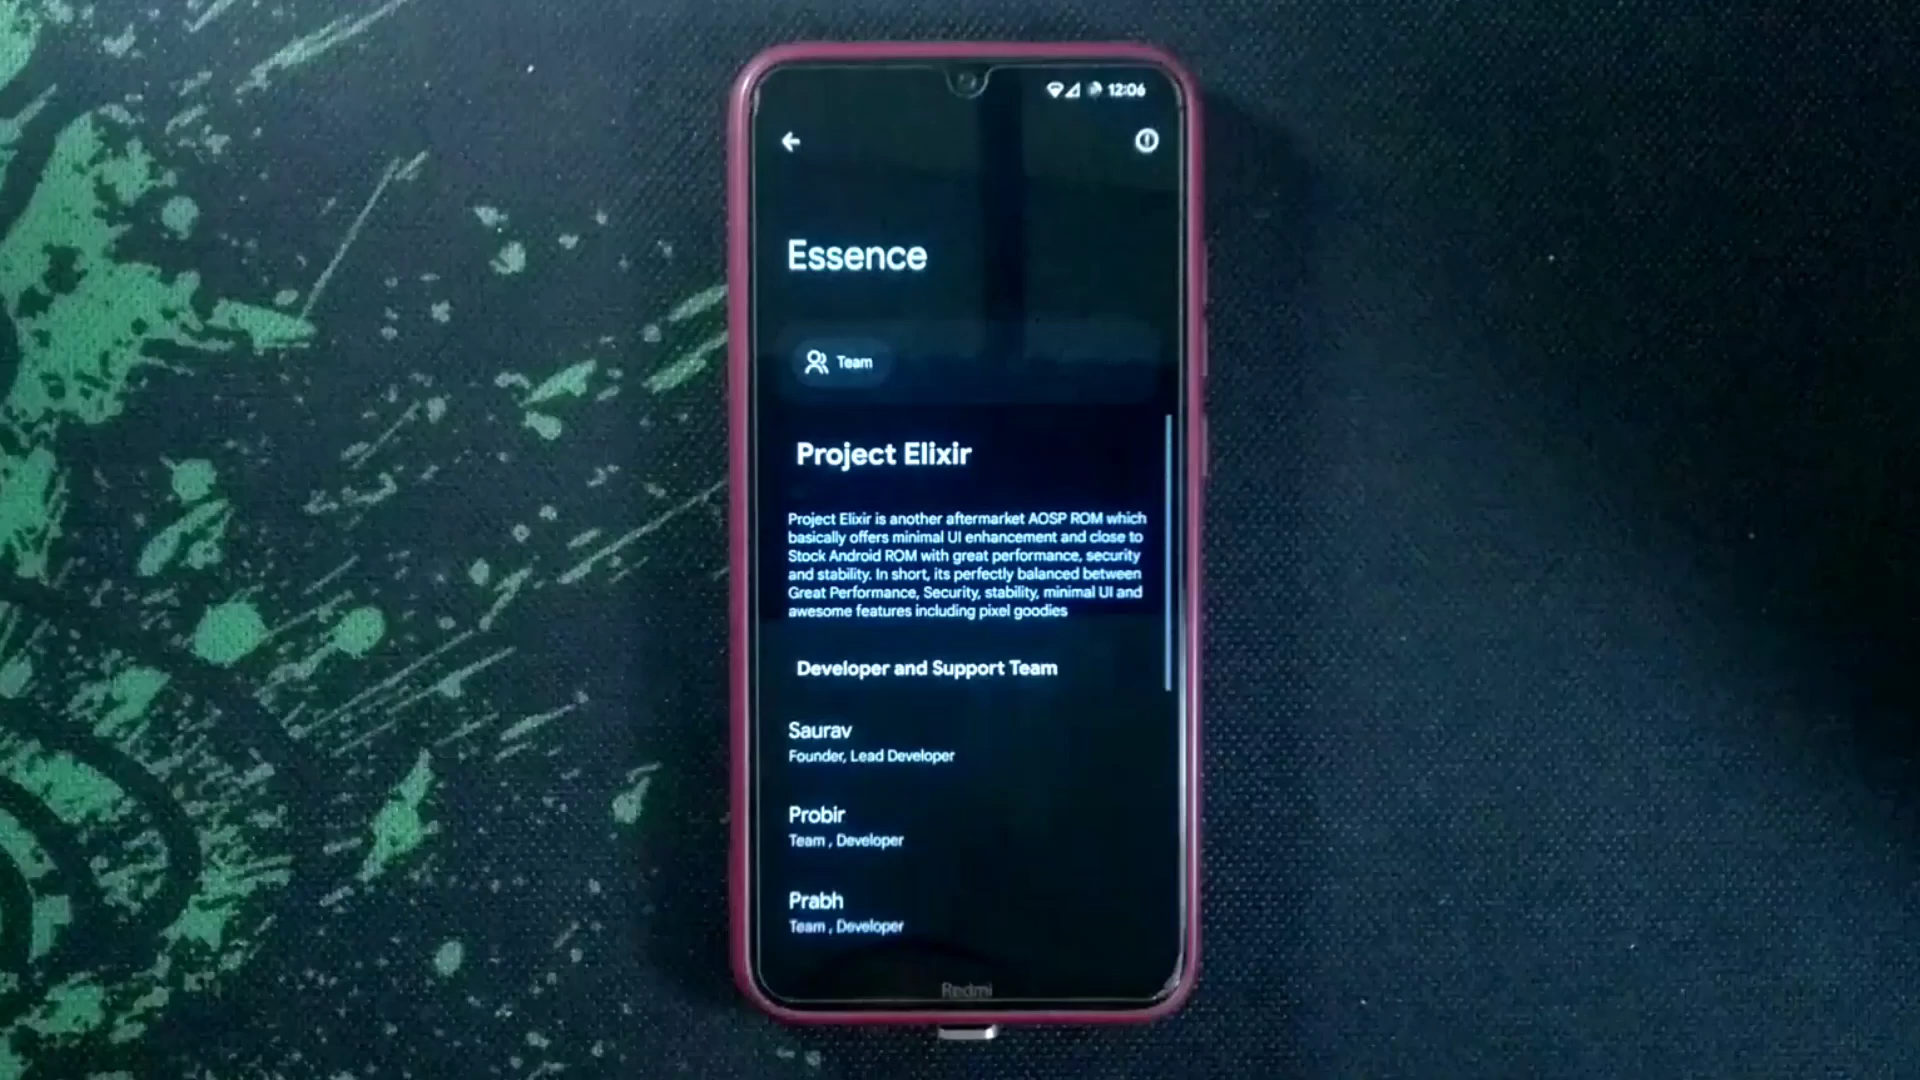 12:06
Essence
Team
Project Elixir
Project Elixir is another aftermarket AOSP ROM which
basically offers minimal UI enhancement and close to
Stock Android ROM with great performance, security
and stability. In short, its perfectly balanced between
Great Performance, Security, stability, minimal UI and
awesome features including pixel goodies
Developer and Support Team
Saurav
Founder, Lead Developer
Probir
Team , Developer
Prabh
Team , Developer
Redmi